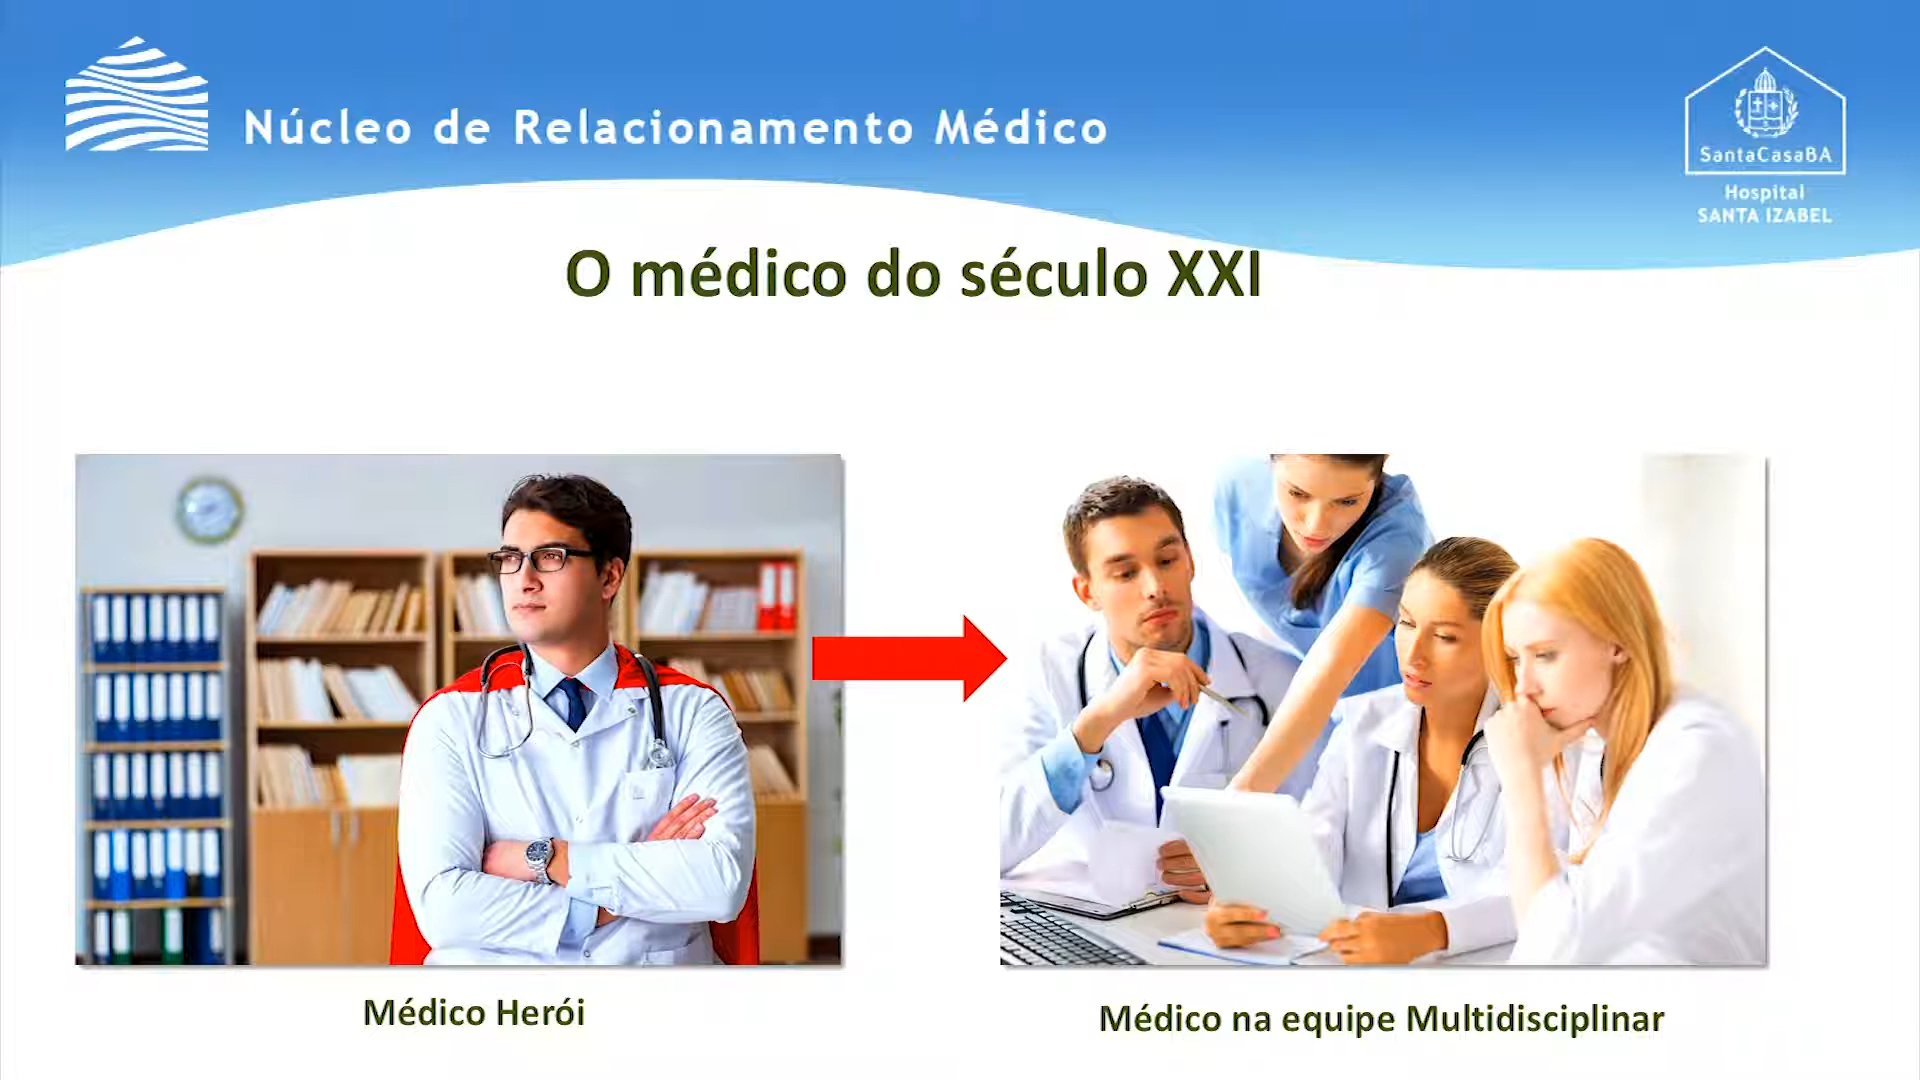 Núcleo de Relacionamento Médico
SantaCasaBA
Hospital
SANTA IZABEL
O médico do século XXI
Médico Herói
Médico na equipe Multidisciplinar